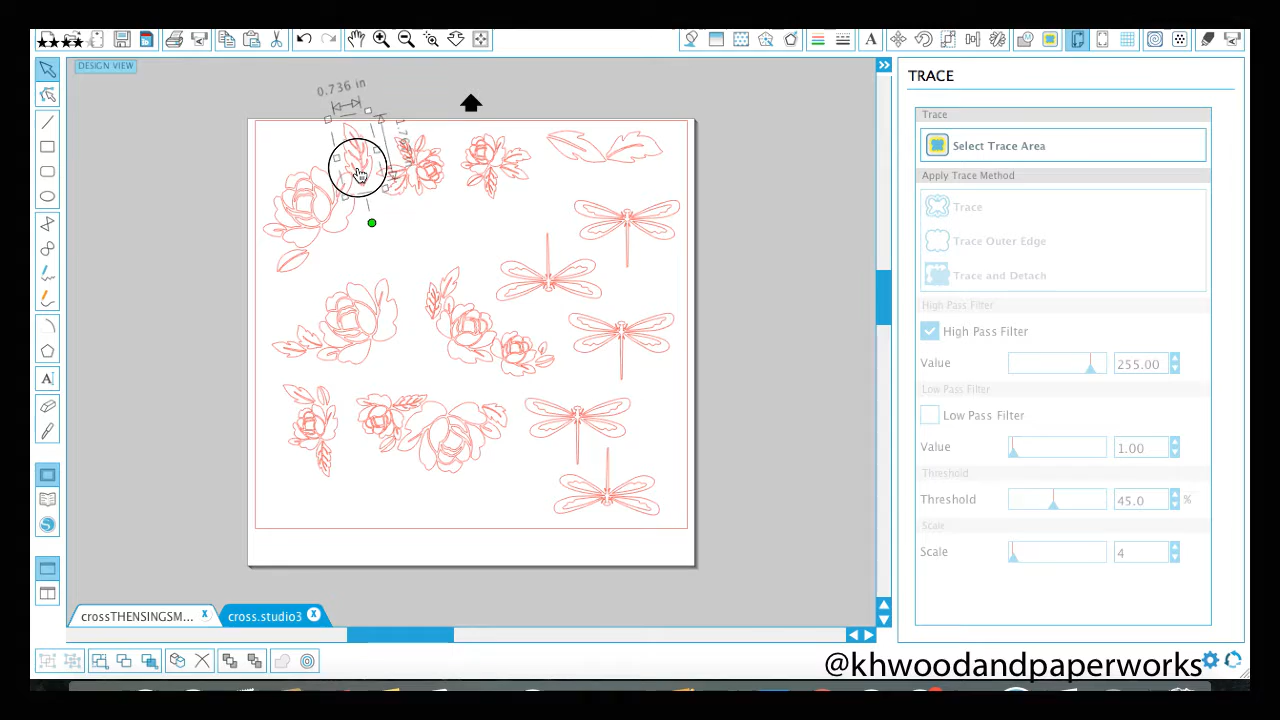 ★★★★
DESIGN VIEW
0.736 in
TRACE
Trace
Select Trace Area
Apply Trace Method
Trace
Trace Outer Edge
Trace and Detach
High Pass Filter
High Pass Filter
Value 255.00
Low Pass Filter
Low Pass Filter
Value 1.00
Threshold
Threshold 45.0 %
Scale
Scale 4
crossTHENSINGSM... x cross.studio3 x
@khwoodandpaperworks